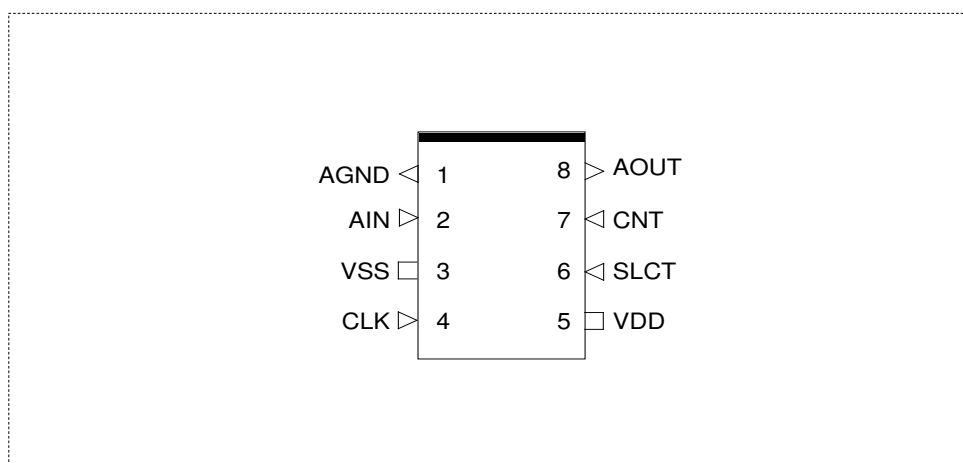 AGND 1 8 AOUT
AIN 2 7 CNT
VSS 3 6 SLCT
CLK 4 5 VDD